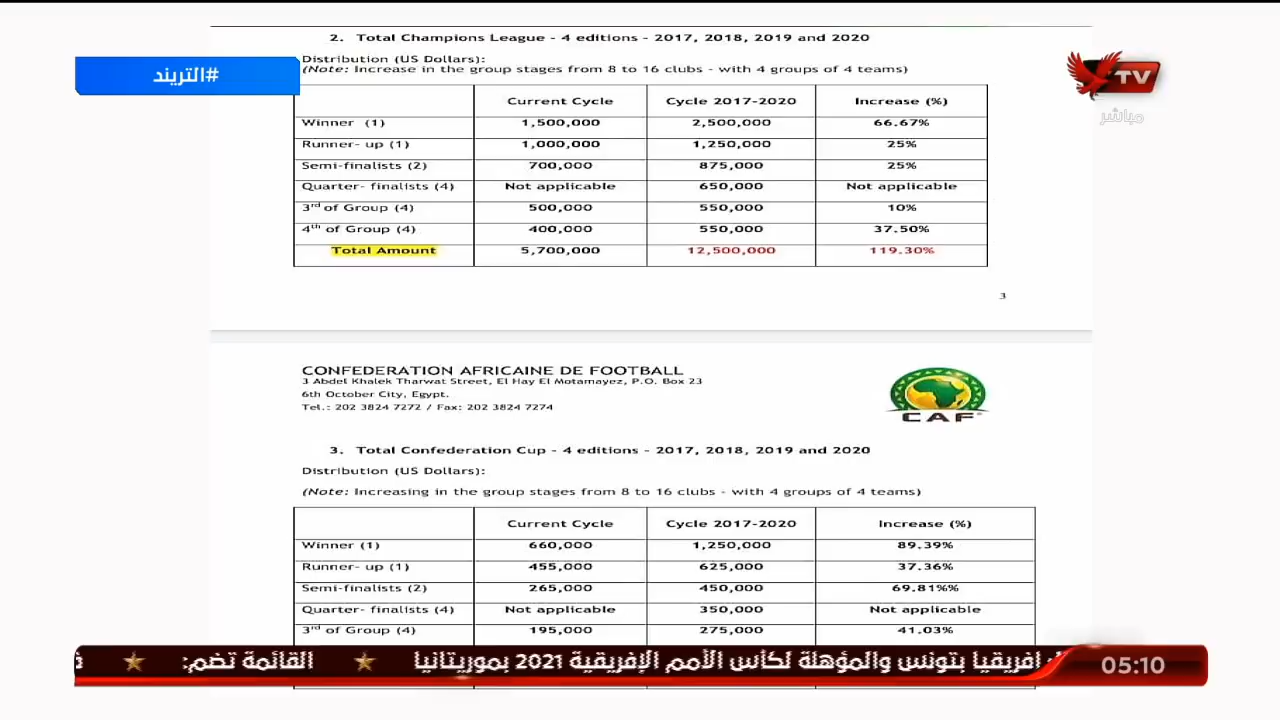 2. Total Champions League - 4 editions - 2017, 2018, 2019 and 2020
Distribution (US Dollars):
(Note: Increase in the group stages from 8 to 16 clubs - with 4 groups of 4 teams)
#التريند
TV
مباشر
Current Cycle Cycle 2017-2020 Increase (%)
Winner (1) 1,500,000 2,500,000 66.67%
Runner- up (1) 1,000,000 1,250,000 25%
Semi-finalists (2) 700,000 875,000 25%
Quarter- finalists (4) Not applicable 650,000 Not applicable
3rd of Group (4) 500,000 550,000 10%
4th of Group (4) 400,000 550,000 37.50%
Total Amount 5,700,000 12,500,000 119.30%
3
CONFEDERATION AFRICAINE DE FOOTBALL
3 Abdel Khalek Tharwat Street, El Hay El Motamayez, P.O. Box 23
6th October City, Egypt.
Tel.: 202 3824 7272 / Fax: 202 3824 7274
CAF
3. Total Confederation Cup - 4 editions - 2017, 2018, 2019 and 2020
Distribution (US Dollars):
(Note: Increasing in the group stages from 8 to 16 clubs - with 4 groups of 4 teams)
Current Cycle Cycle 2017-2020 Increase (%)
Winner (1) 660,000 1,250,000 89.39%
Runner- up (1) 455,000 625,000 37.36%
Semi-finalists (2) 265,000 450,000 69.81%%
Quarter- finalists (4) Not applicable 350,000 Not applicable
3rd of Group (4) 195,000 275,000 41.03%
افريقيا بتونس والمؤهلة لكأس الأمم الإفريقية 2021 بموريتانيا ★ القائمة تضم: ★
05:10